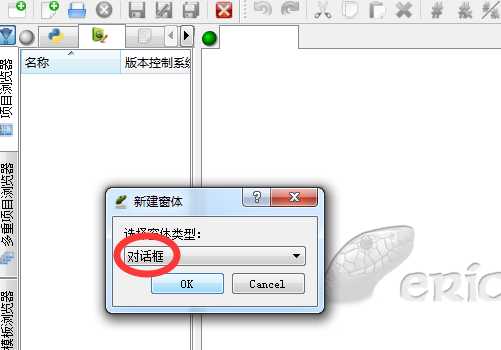 名称
版本控制系统
项目浏览器
多重项目浏览器
模板浏览器
新建窗体
选择窗体类型:
对话框
OK
Cancel
eric